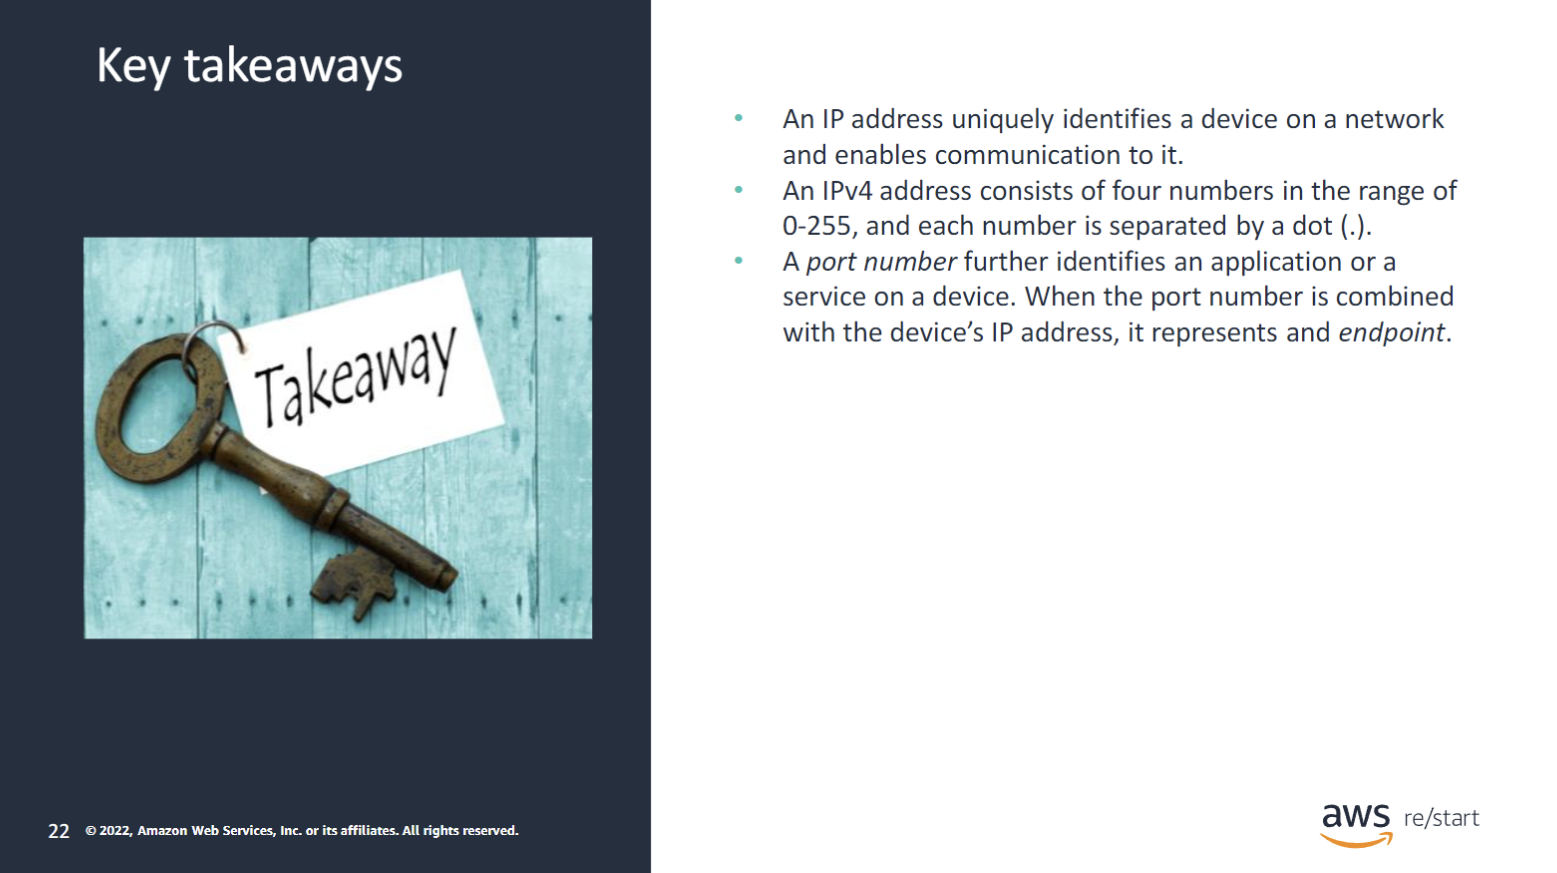 Key takeaways
Takeaway
• An IP address uniquely identifies a device on a network
and enables communication to it.
• An IPv4 address consists of four numbers in the range of
0-255, and each number is separated by a dot (.).
• A port number further identifies an application or a
service on a device. When the port number is combined
with the device’s IP address, it represents and endpoint.
22 © 2022, Amazon Web Services, Inc. or its affiliates. All rights reserved.
aws re/start